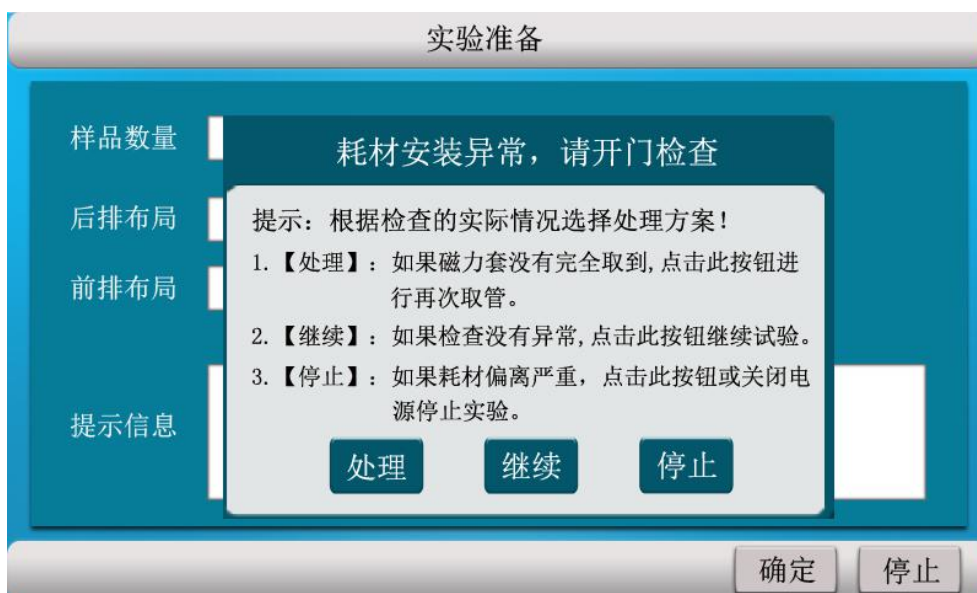 实验准备
样品数量
后排布局
前排布局
提示信息
耗材安装异常，请开门检查
提示：根据检查的实际情况选择处理方案！
1.【处理】：如果磁力套没有完全取到,点击此按钮进
行再次取管。
2.【继续】：如果检查没有异常,点击此按钮继续试验。
3.【停止】：如果耗材偏离严重，点击此按钮或关闭电
源停止实验。
处理 继续 停止
确定 停止